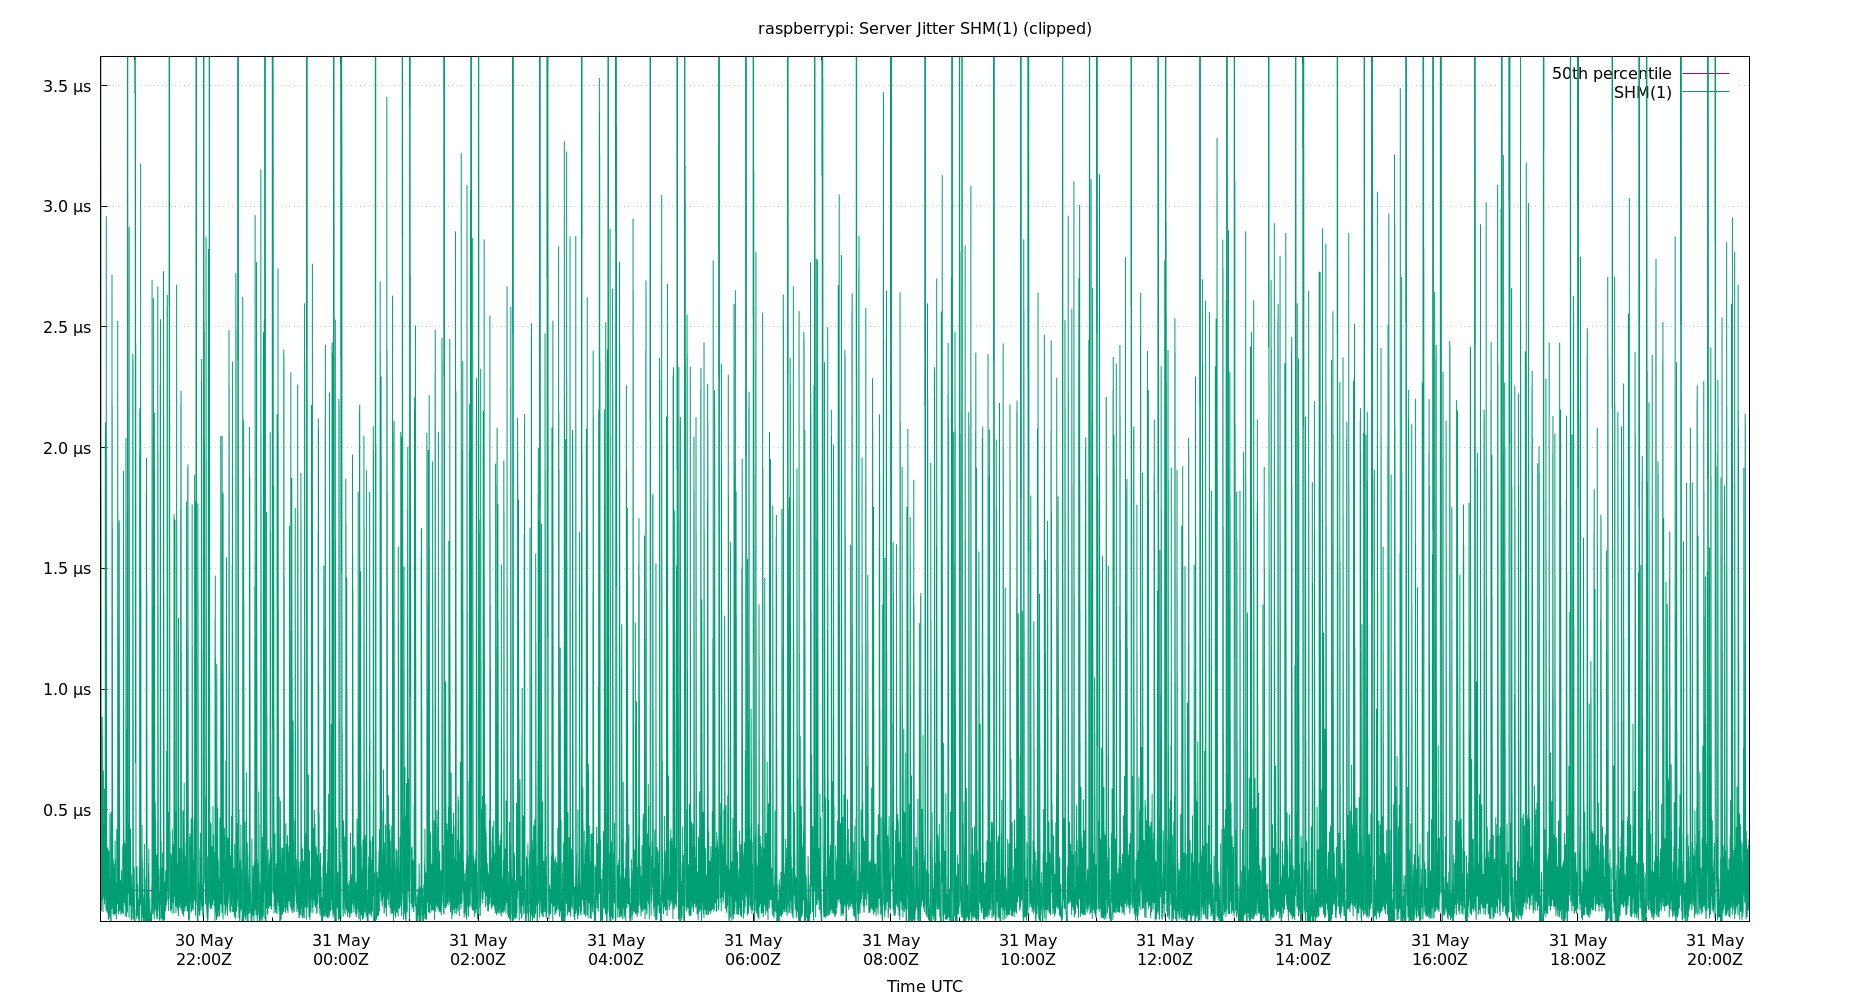 raspberrypi: Server Jitter SHM(1) (clipped)
50th percentile
SHM(1)
3.5 µs
3.0 µs
2.5 µs
2.0 µs
1.5 µs
1.0 µs
0.5 µs
30 May 31 May 31 May 31 May 31 May 31 May 31 May 31 May 31 May 31 May 31 May 31 May
22:00Z 00:00Z 02:00Z 04:00Z 06:00Z 08:00Z 10:00Z 12:00Z 14:00Z 16:00Z 18:00Z 20:00Z
Time UTC